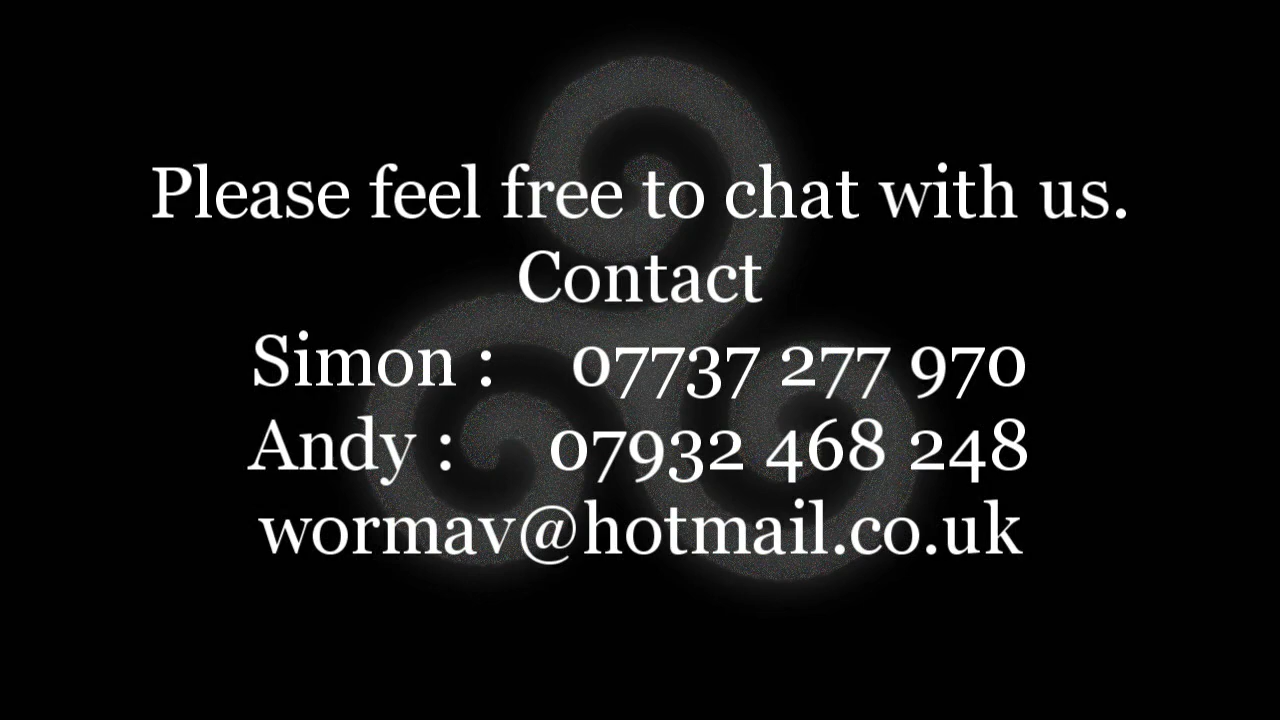 Please feel free to chat with us.
Contact
Simon : 07737 277 970
Andy : 07932 468 248
wormav@hotmail.co.uk